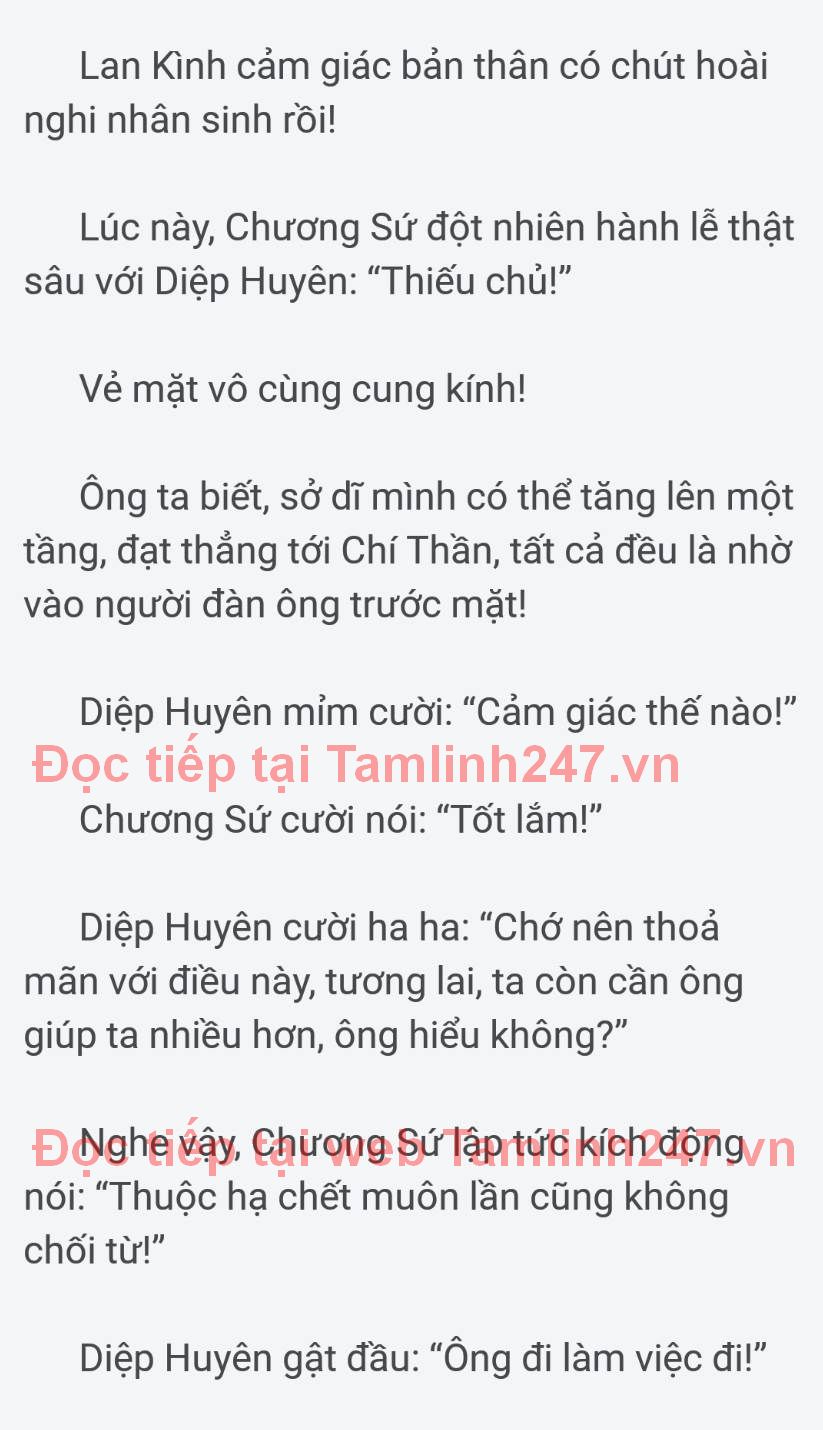 Lan Kình cảm giác bản thân có chút hoài
nghi nhân sinh rồi!
Lúc này, Chương Sứ đột nhiên hành lễ thật
sâu với Diệp Huyên: “Thiếu chủ!”
Vẻ mặt vô cùng cung kính!
Ông ta biết, sở dĩ mình có thể tăng lên một
tầng, đạt thẳng tới Chí Thần, tất cả đều là nhờ
vào người đàn ông trước mặt!
Diệp Huyên mỉm cười: “Cảm giác thế nào!”
Đọc tiếp tại Tamlinh247.vn
Chương Sứ cười nói: “Tốt lắm!”
Diệp Huyên cười ha ha: “Chớ nên thoả
mãn với điều này, tương lai, ta còn cần ông
giúp ta nhiều hơn, ông hiểu không?”
Nghe vậy, Chương Sứ lập tức kích động
Đọc tiếp tại web Tamlinh247.vn
nói: “Thuộc hạ chết muôn lần cũng không
chối từ!”
Diệp Huyên gật đầu: “Ông đi làm việc đi!”